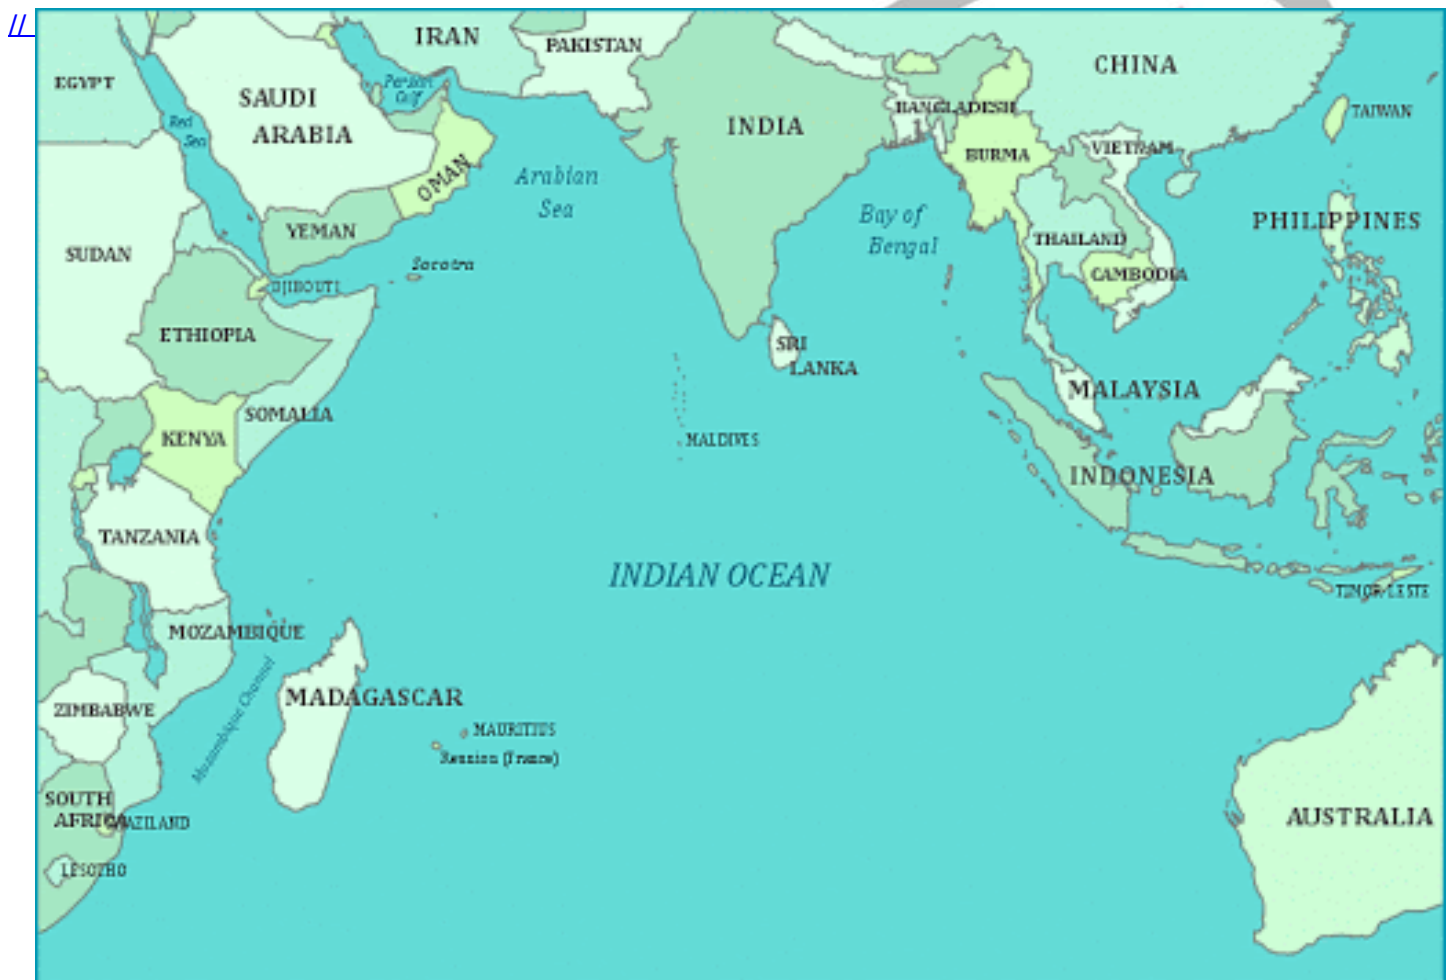 //
IRAN
PAKISTAN
CHINA
EGYPT
SAUDI
ARABIA
Persian
Gulf
BANGLADESH
TAIWAN
Red
Sea
INDIA
VIETNAM
BURMA
OMAN
Arabian
Sea
Bay of
Bengal
PHILIPPINES
YEMAN
THAILAND
SUDAN
Socotra
CAMBODIA
DJIBOUTI
ETHIOPIA
SRI
LANKA
MALAYSIA
SOMALIA
KENYA
MALDIVES
INDONESIA
TANZANIA
INDIAN OCEAN
TIMOR-LESTE
MOZAMBIQUE
Mozambique Channel
MADAGASCAR
ZIMBABWE
MAURITIUS
Reunion (France)
SOUTH
AFRICA
SWAZILAND
AUSTRALIA
LESOTHO